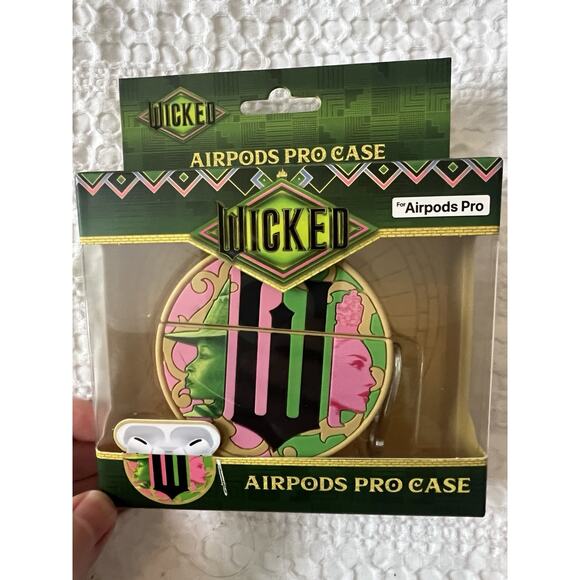 WICKED
AIRPODS PRO CASE
For Airpods Pro
WICKED
W
AIRPODS PRO CASE